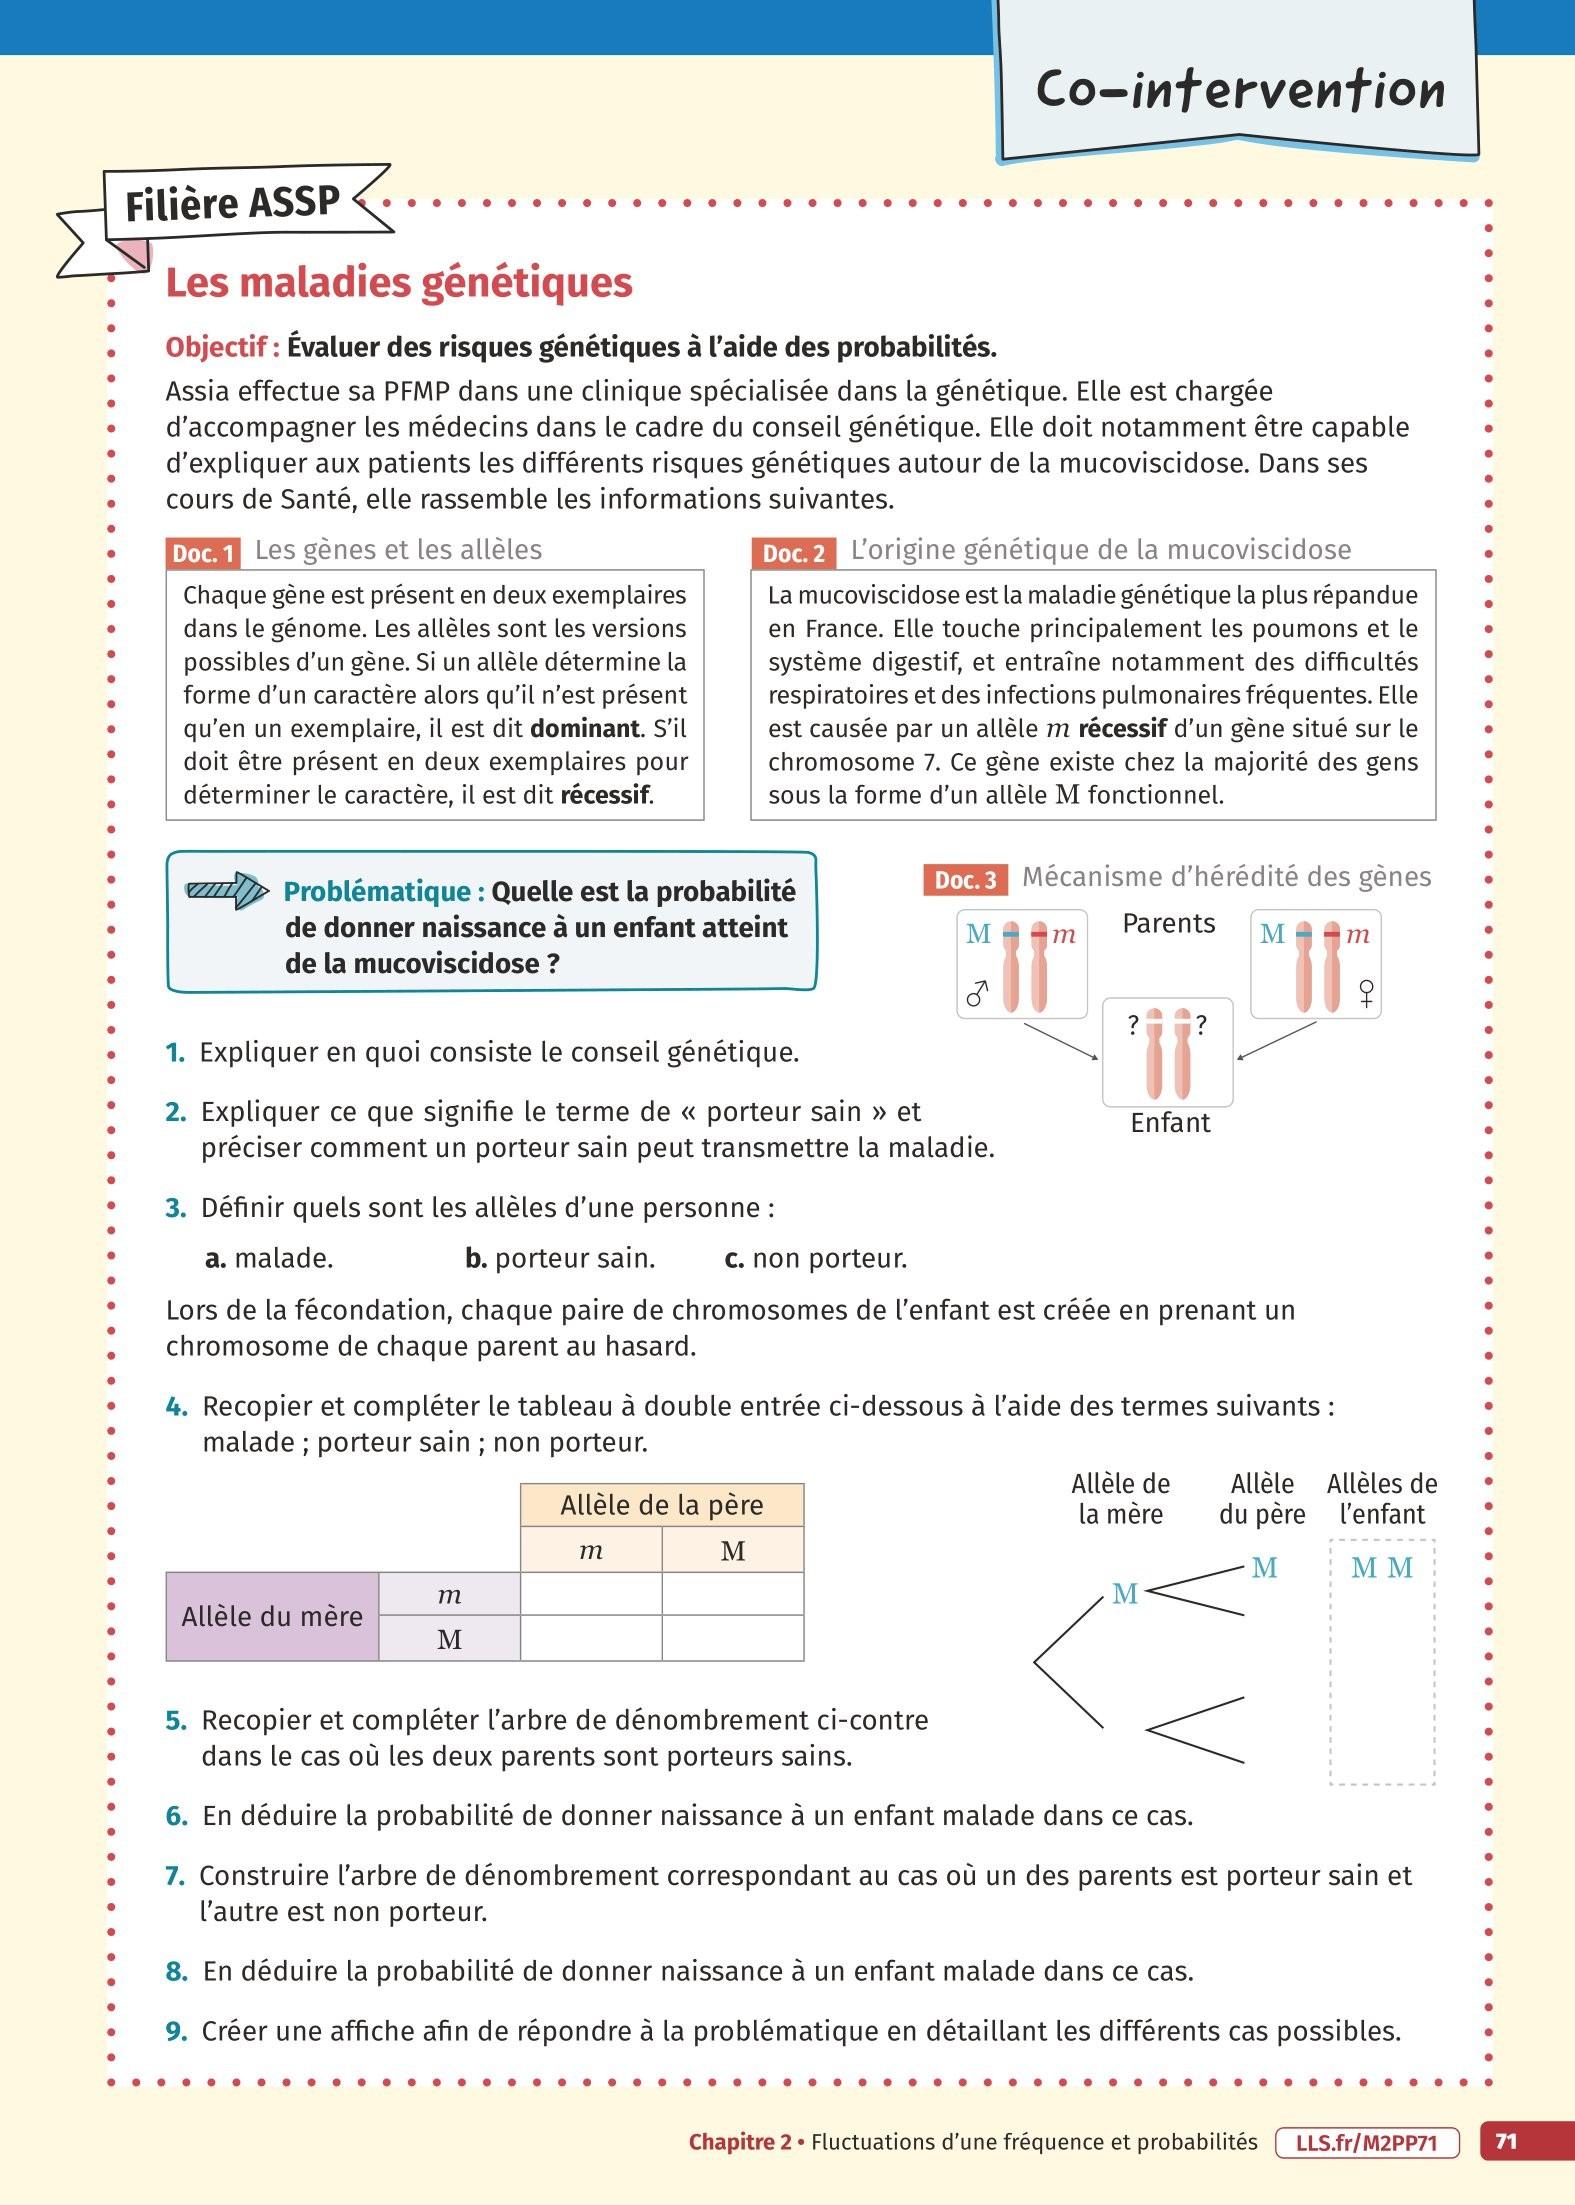 Co-intervention
Filière ASSP
Les maladies génétiques
Objectif : Évaluer des risques génétiques à l'aide des probabilités.
Assia effectue sa PFMP dans une clinique spécialisée dans la génétique. Elle est chargée
d'accompagner les médecins dans le cadre du conseil génétique. Elle doit notamment être capable
d'expliquer aux patients les différents risques génétiques autour de la mucoviscidose. Dans ses
cours de Santé, elle rassemble les informations suivantes.
Doc. 1 Les gènes et les allèles
Chaque gène est présent en deux exemplaires
dans le génome. Les allèles sont les versions
possibles d'un gène. Si un allèle détermine la
forme d'un caractère alors qu'il n'est présent
qu'en un exemplaire, il est dit dominant. S'il
doit être présent en deux exemplaires pour
déterminer le caractère, il est dit récessif.
Doc. 2 L'origine génétique de la mucoviscidose
La mucoviscidose est la maladie génétique la plus répandue
en France. Elle touche principalement les poumons et le
système digestif, et entraîne notamment des difficultés
respiratoires et des infections pulmonaires fréquentes. Elle
est causée par un allèle m récessif d'un gène situé sur le
chromosome 7. Ce gène existe chez la majorité des gens
sous la forme d'un allèle M fonctionnel.
Problématique : Quelle est la probabilité
de donner naissance à un enfant atteint
de la mucoviscidose ?
Doc. 3 Mécanisme d'hérédité des gènes
M m Parents M m
♂ ♀
? ?
Enfant
1. Expliquer en quoi consiste le conseil génétique.
2. Expliquer ce que signifie le terme de « porteur sain » et
préciser comment un porteur sain peut transmettre la maladie.
3. Définir quels sont les allèles d'une personne :
a. malade. b. porteur sain. c. non porteur.
Lors de la fécondation, chaque paire de chromosomes de l'enfant est créée en prenant un
chromosome de chaque parent au hasard.
4. Recopier et compléter le tableau à double entrée ci-dessous à l'aide des termes suivants :
malade ; porteur sain ; non porteur.
Allèle de la père
m M
Allèle du mère
m
M
Allèle de
la mère
Allèle
du père
Allèles de
l'enfant
M M M M
5. Recopier et compléter l'arbre de dénombrement ci-contre
dans le cas où les deux parents sont porteurs sains.
6. En déduire la probabilité de donner naissance à un enfant malade dans ce cas.
7. Construire l'arbre de dénombrement correspondant au cas où un des parents est porteur sain et
l'autre est non porteur.
8. En déduire la probabilité de donner naissance à un enfant malade dans ce cas.
9. Créer une affiche afin de répondre à la problématique en détaillant les différents cas possibles.
Chapitre 2 • Fluctuations d'une fréquence et probabilités LLS.fr/M2PP71 71